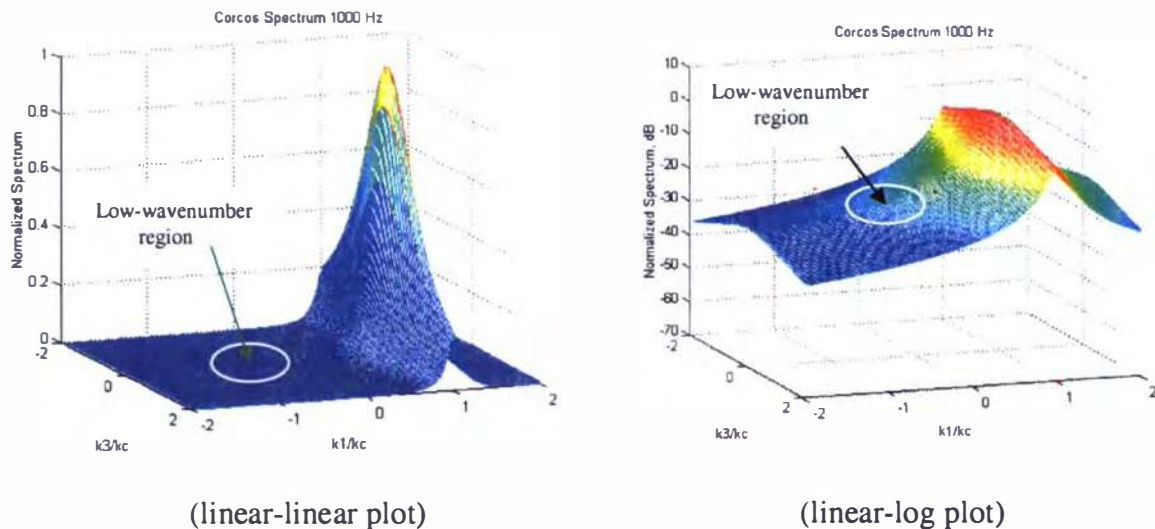 Corcos Spectrum 1000 Hz
1
0.8
0.6
0.4
0.2
0
Normalized Spectrum
Low-wavenumber
region
-2
0
2
k3/kc
-2
-1
0
1
2
k1/kc
(linear-linear plot)
Corcos Spectrum 1000 Hz
10
0
-10
-20
-30
-40
-50
-60
-70
Normalized Spectrum, dB
Low-wavenumber
region
-2
0
2
k3/kc
-2
-1
0
1
2
k1/kc
(linear-log plot)